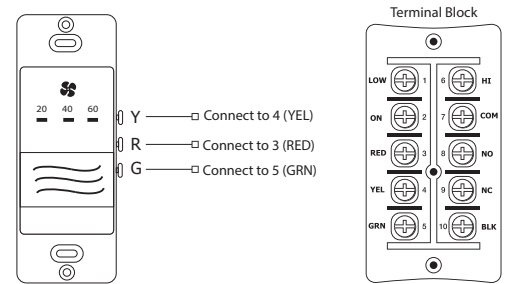 Terminal Block
20 40 60
Y Connect to 4 (YEL)
R Connect to 3 (RED)
G Connect to 5 (GRN)
LOW 1 6 HI
ON 2 7 COM
RED 3 8 NO
YEL 4 9 NC
GRN 5 10 BLK